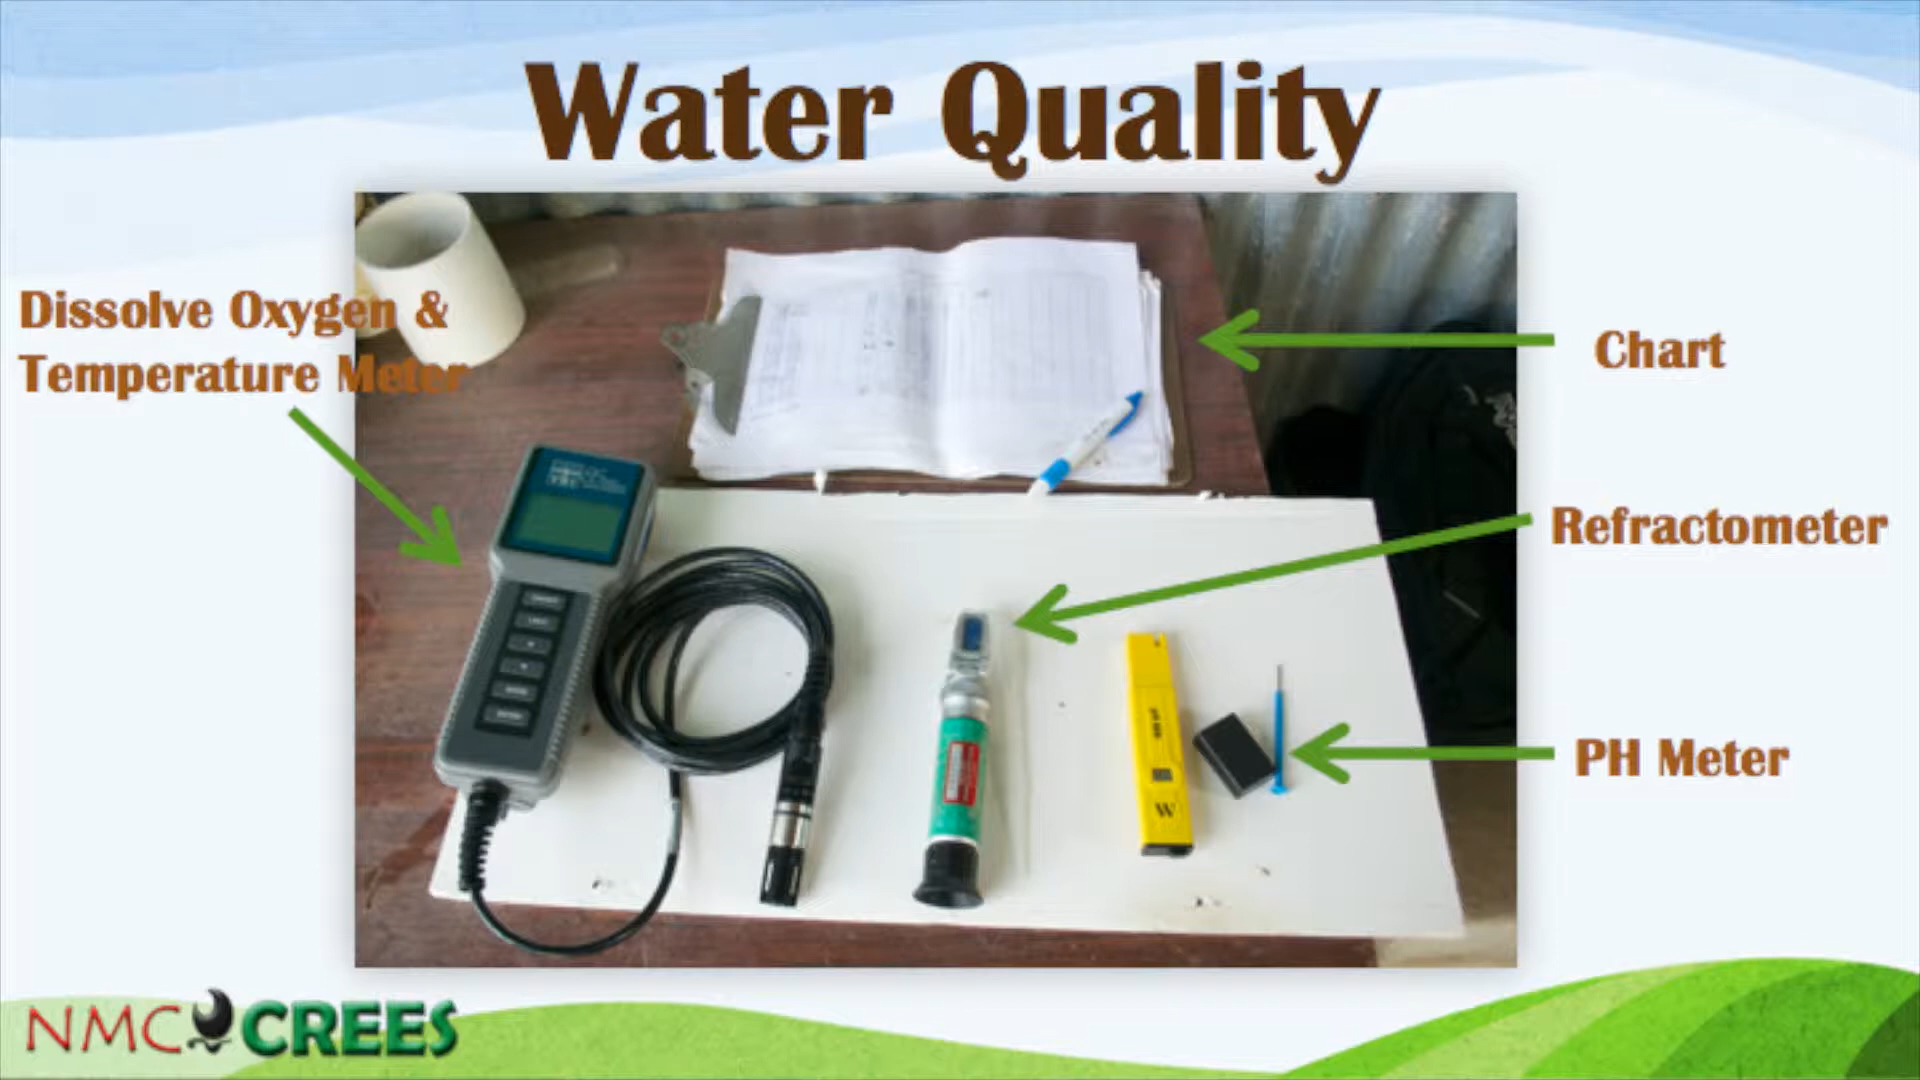 Water Quality
Dissolve Oxygen &
Temperature Meter
Chart
Refractometer
PH Meter
W
NMC CREES